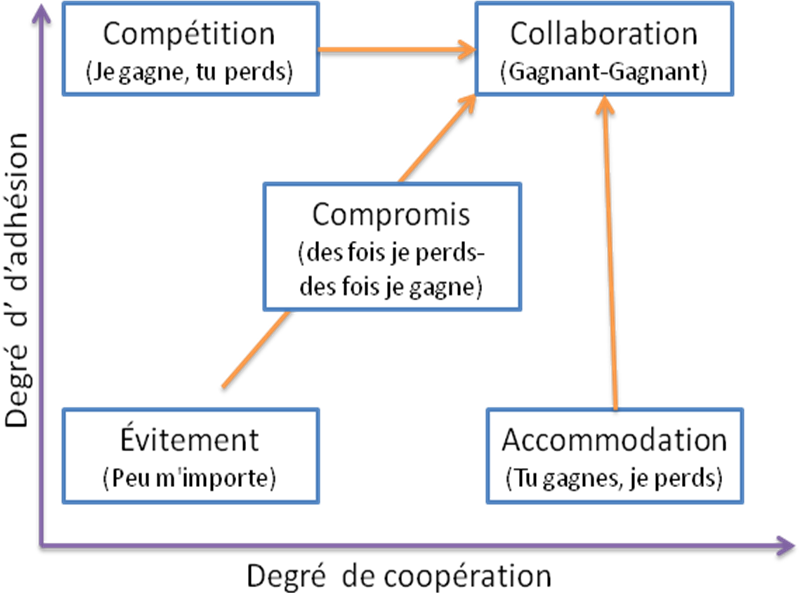 Compétition
(Je gagne, tu perds)
Collaboration
(Gagnant-Gagnant)
Compromis
(des fois je perds-
des fois je gagne)
Évitement
(Peu m'importe)
Accommodation
(Tu gagnes, je perds)
Degré d' d'adhésion
Degré de coopération